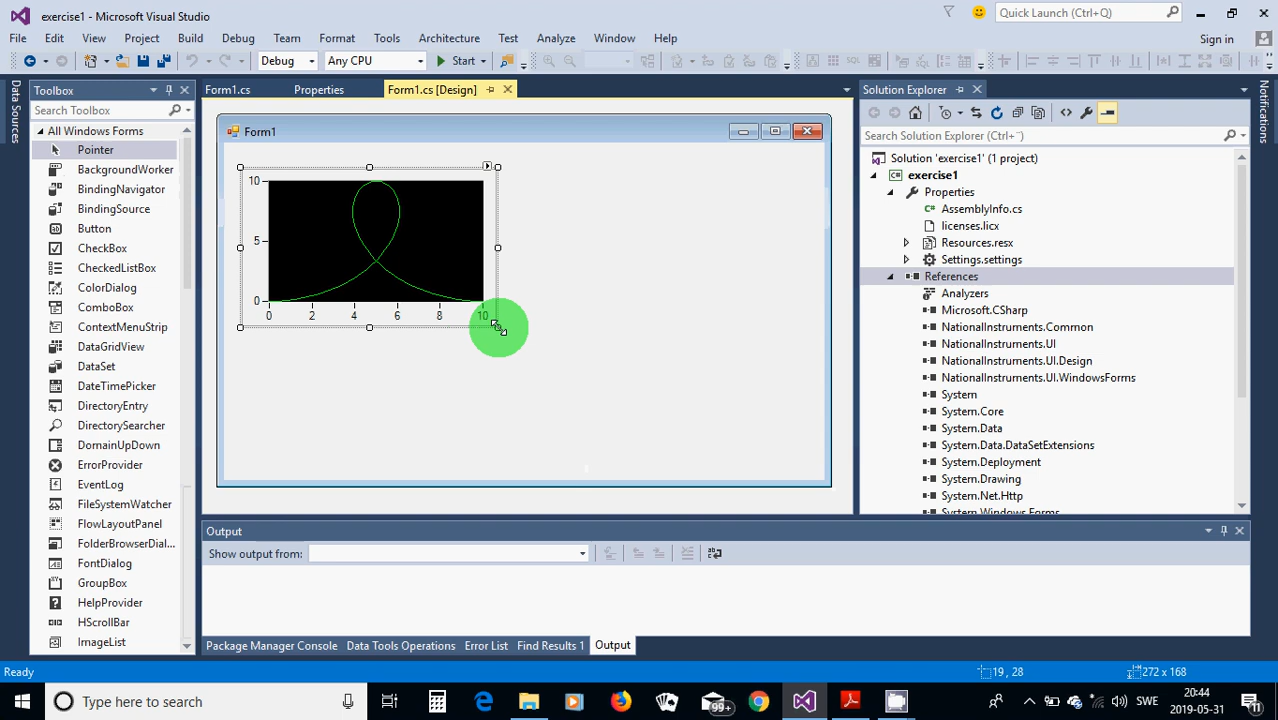 exercise1 - Microsoft Visual Studio
Quick Launch (Ctrl+Q)
File Edit View Project Build Debug Team Format Tools Architecture Test Analyze Window Help
Sign in
Debug Any CPU Start
Data Sources
Toolbox
Search Toolbox
All Windows Forms
Pointer
BackgroundWorker
BindingNavigator
BindingSource
Button
CheckBox
CheckedListBox
ColorDialog
ComboBox
ContextMenuStrip
DataGridView
DataSet
DateTimePicker
DirectoryEntry
DirectorySearcher
DomainUpDown
ErrorProvider
EventLog
FileSystemWatcher
FlowLayoutPanel
FolderBrowserDial...
FontDialog
GroupBox
HelpProvider
HScrollBar
ImageList
Form1.cs Properties Form1.cs [Design]
Form1
10
5
0
0 2 4 6 8 10
Solution Explorer
Search Solution Explorer (Ctrl+¨)
Solution 'exercise1' (1 project)
exercise1
Properties
AssemblyInfo.cs
licenses.licx
Resources.resx
Settings.settings
References
Analyzers
Microsoft.CSharp
NationalInstruments.Common
NationalInstruments.UI
NationalInstruments.UI.Design
NationalInstruments.UI.WindowsForms
System
System.Core
System.Data
System.Data.DataSetExtensions
System.Deployment
System.Drawing
System.Net.Http
System.Windows.Forms
Notifications
Output
Show output from:
Package Manager Console Data Tools Operations Error List Find Results 1 Output
Ready
19 , 28
272 x 168
Type here to search
99+
SWE
20:44
2019-05-31
11